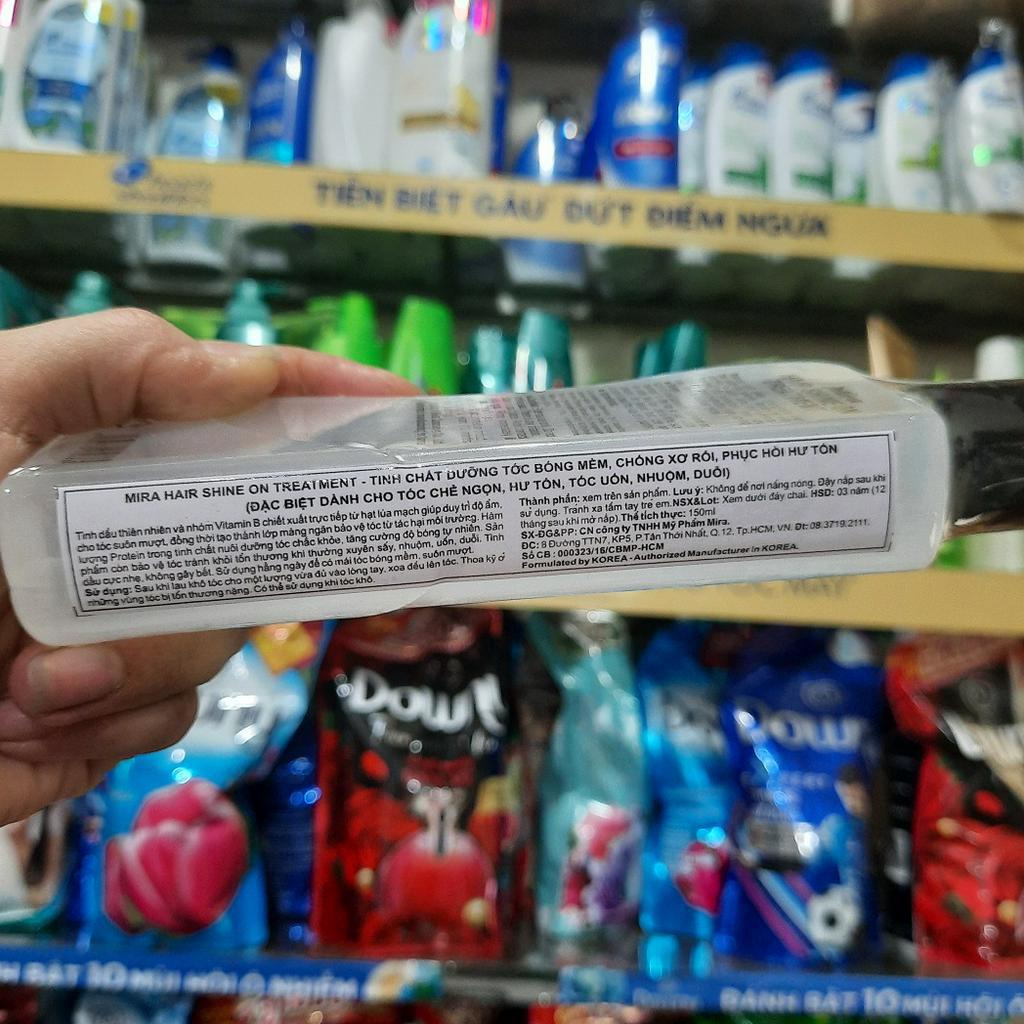 TIỄN BIỆT GÀU DỨT ĐIỂM NGỨA
MIRA HAIR SHINE ON TREATMENT - TINH CHẤT DƯỠNG TÓC BÓNG MỀM, CHỐNG XƠ RỐI, PHỤC HỒI HƯ TỔN
(ĐẶC BIỆT DÀNH CHO TÓC CHẺ NGỌN, HƯ TỔN, TÓC UỐN, NHUỘM, DUỖI)
Tinh dầu thiên nhiên và nhóm Vitamin B chiết xuất trực tiếp từ hạt lúa mạch giúp duy trì độ ẩm,
cho tóc suôn mượt, đồng thời tạo thành lớp màng ngăn bảo vệ tóc từ tác hại môi trường. Hàm
lượng Protein trong tinh chất nuôi dưỡng tóc chắc khỏe, tăng cường độ bóng tự nhiên. Sản
phẩm còn bảo vệ tóc tránh khỏi tổn thương khi thường xuyên sấy, nhuộm, uốn, duỗi. Tinh
dầu cực nhẹ, không gây bết. Sử dụng hằng ngày để có mái tóc bóng mềm, suôn mượt.
Sử dụng: Sau khi lau khô tóc cho một lượng vừa đủ vào lòng tay, xoa đều lên tóc. Thoa kỹ ở
những vùng tóc bị tổn thương nặng. Có thể sử dụng khi tóc khô.
Thành phần: xem trên sản phẩm. Lưu ý: Không để nơi nắng nóng. Đậy nắp sau khi
sử dụng. Tránh xa tầm tay trẻ em. NSX&Lot: Xem dưới đáy chai. HSD: 03 năm (12
tháng sau khi mở nắp). Thể tích thực: 150ml
SX-ĐG&PP: CN công ty TNHH Mỹ Phẩm Mira.
ĐC: 8 Đường TTN7, KP5, P.Tân Thới Nhất, Q. 12, Tp.HCM, VN. Đt: 08.3719.2111.
Số CB : 000323/16/CBMP-HCM
Formulated by KOREA - Authorized Manufacturer in KOREA.
Downy
Downy
ĐÁNH BẬT 10 MÙI HÔI Ô NHIỄM
ĐÁNH BẬT 10 MÙI HÔI Ô